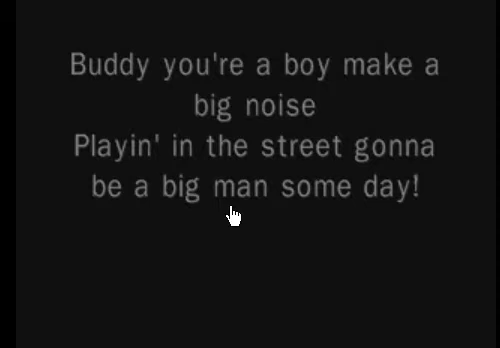 Buddy you're a boy make a
big noise
Playin' in the street gonna
be a big man some day!